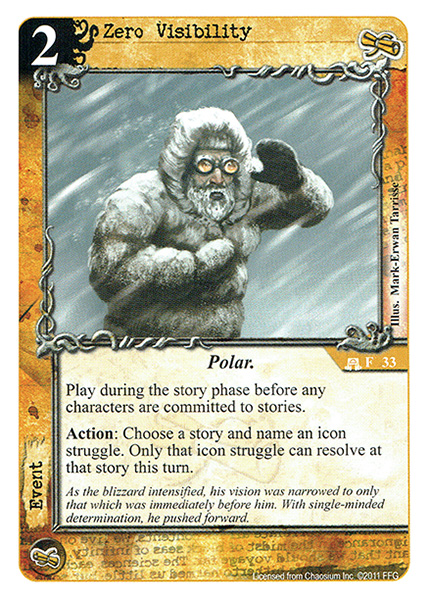 2
Zero Visibility
Illus. Mark-Erwan Tarrisse
Polar.
F 33
Play during the story phase before any
characters are committed to stories.
Action: Choose a story and name an icon
struggle. Only that icon struggle can resolve at
that story this turn.
As the blizzard intensified, his vision was narrowed to only
that which was immediately before him. With single-minded
determination, he pushed forward.
Event
Licensed from Chaosium Inc. ©2011 FFG